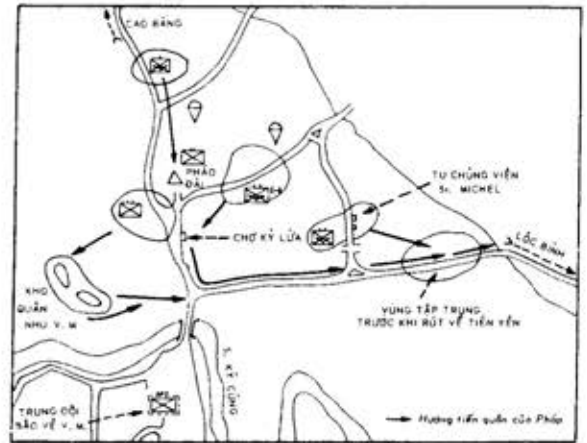 CAO BẰNG
PHÁO
ĐÀI
TU CHỦNG VIỆN
St. MICHEL
CHỢ KỲ LỪA
LỘC BÌNH
KHO
QUÂN
NHU V. M
VÙNG TẬP TRUNG
TRƯỚC KHI RÚT VỀ TIÊN YÊN
S. KỲ CÙNG
TRUNG ĐỘI
BẢO VỆ V. M.
Hướng tiến quân của Pháp